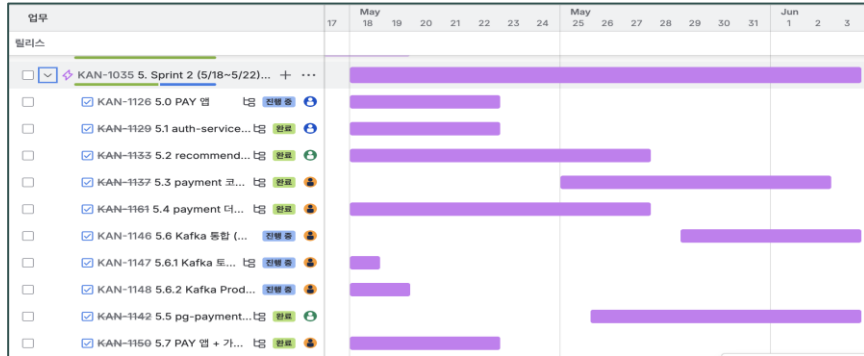 업무
May May Jun
17 18 19 20 21 22 23 24 25 26 27 28 29 30 31 1 2 3
릴리스
KAN-1035 5. Sprint 2 (5/18~5/22)... + ...
KAN-1126 5.0 PAY 앱 진행 중
KAN-1129 5.1 auth-service... 완료
KAN-1133 5.2 recommend... 완료
KAN-1137 5.3 payment 코... 완료
KAN-1161 5.4 payment 더... 완료
KAN-1146 5.6 Kafka 통합 (... 진행 중
KAN-1147 5.6.1 Kafka 토... 진행 중
KAN-1148 5.6.2 Kafka Prod... 진행 중
KAN-1142 5.5 pg-payment... 완료
KAN-1150 5.7 PAY 앱 + 가... 완료